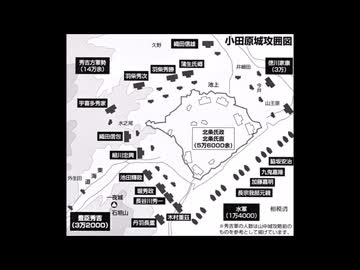 小田原城攻囲図
秀吉方軍勢
(14万余)
久野
織田信雄
蒲生氏郷
羽柴秀勝
羽柴秀次
井細田
徳川家康
(3万)
池上
今井
山王原
宇喜多秀家
水之尾
織田信包
細川忠興
北条氏政
北条氏直
(5万6000余)
脇坂安治
九鬼嘉隆
加藤嘉明
長宗我部元親
水軍
(1万4000)
相模湾
東海道
池田輝政
堀秀政
長谷川秀一
木村重茲
丹羽長重
一夜城
石垣山
豊臣秀吉
(3万2000)
※秀吉軍の人数は山中城攻略前の
ものを参考として掲げています。